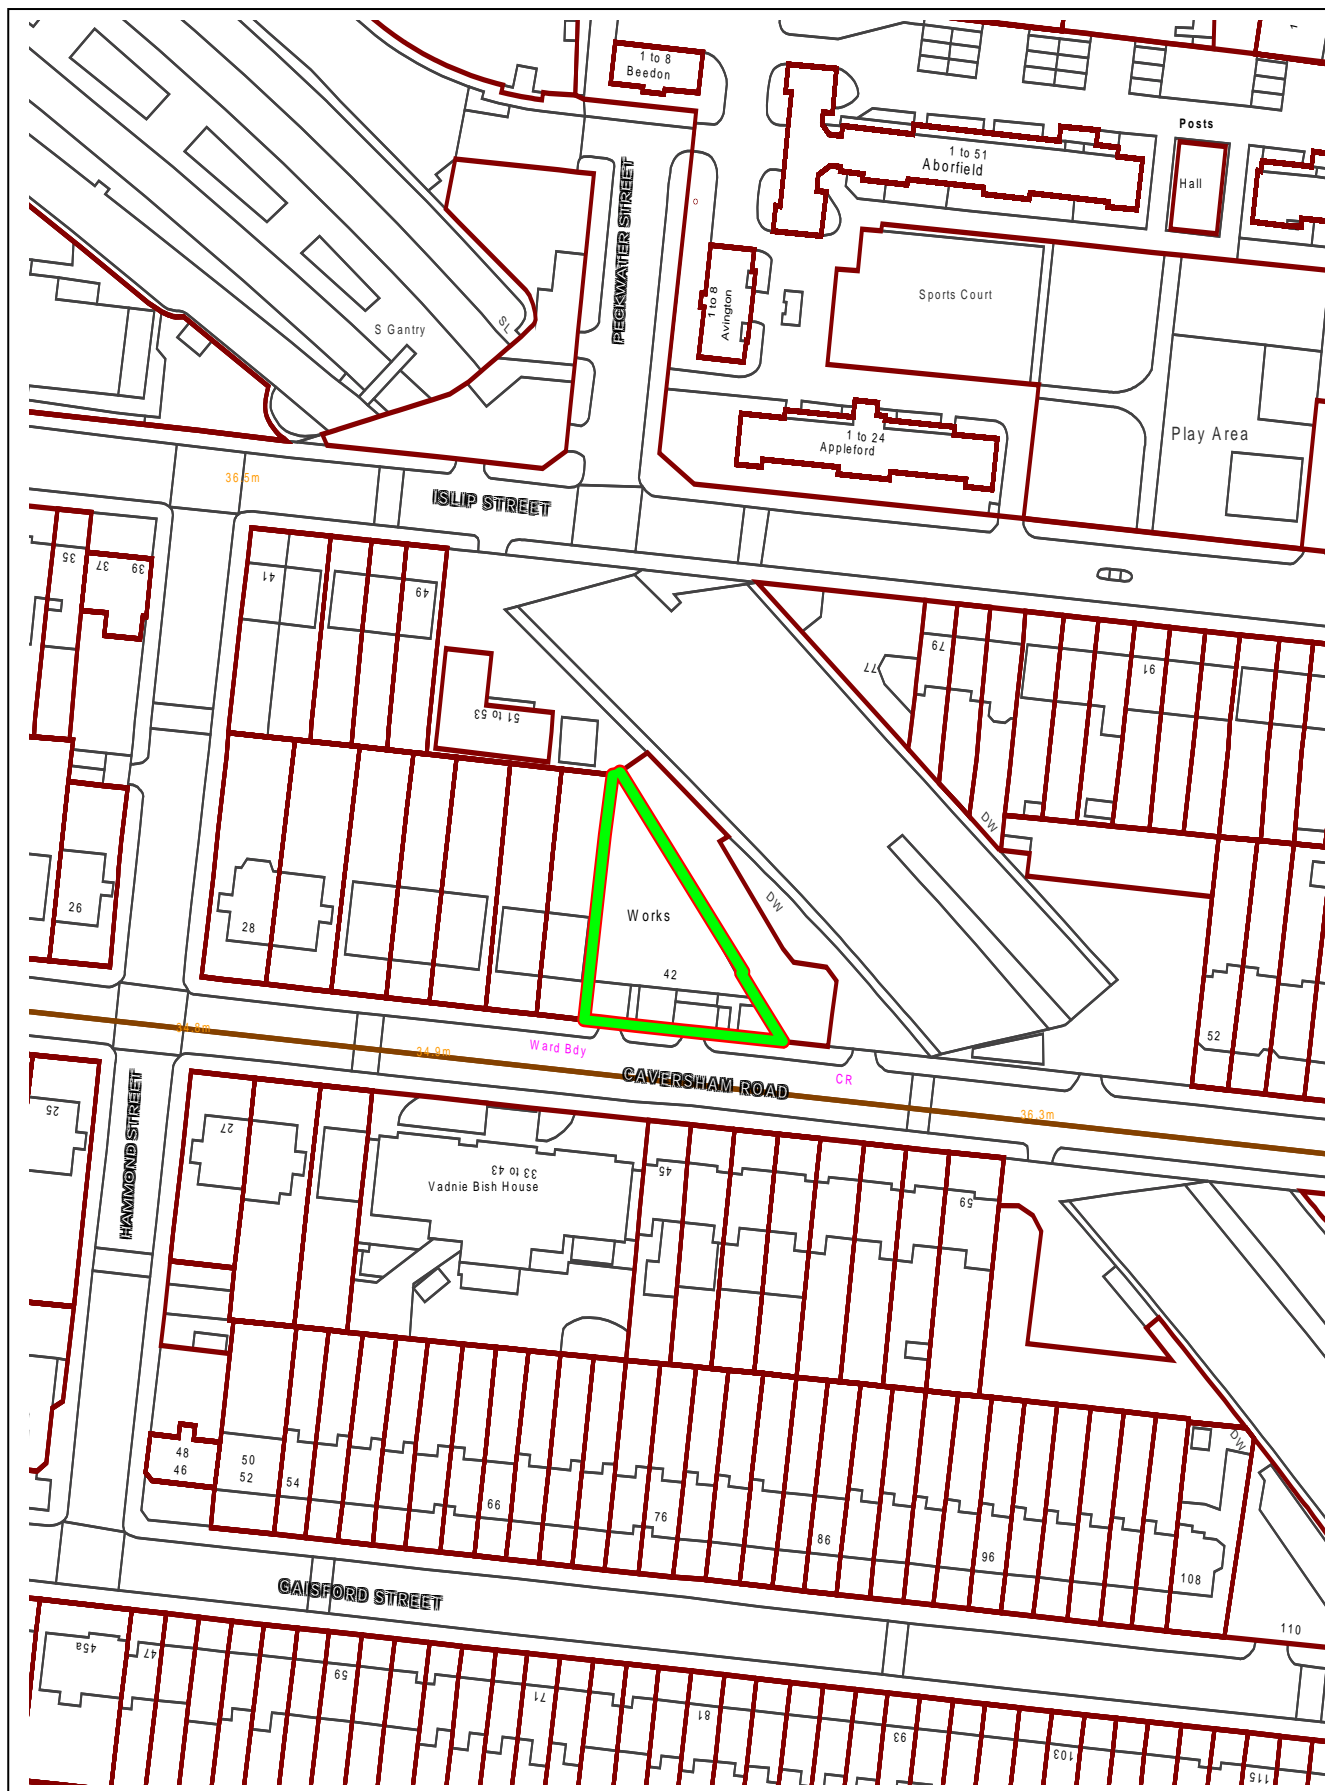 1 to 8
Beedon
Posts
1 to 51
Aborfield
Hall
PECKWATER STREET
1 to 8
Avington
Sports Court
S Gantry
SL
1 to 24
Appleford
Play Area
36.5m
ISLIP STREET
35
37
39
41
49
77
79
91
51 to 53
DW
DW
26
28
Works
42
52
34.8m
34.9m
Ward Bdy
CAVERSHAM ROAD
CR
36.3m
HAMMOND STREET
25
27
33 to 43
Vadnie Bish House
45
59
DW
48
46
50
52
54
66
76
86
96
108
110
GAISFORD STREET
45a
47
59
71
81
93
103
115